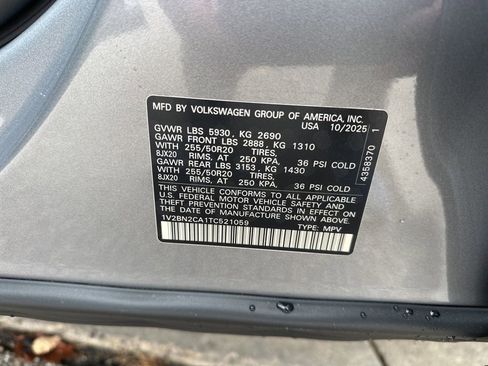 MFD BY VOLKSWAGEN GROUP OF AMERICA, INC.
USA 10/2025
GVWR LBS 5930, KG 2690
GAWR FRONT LBS 2888, KG 1310
WITH 255/50R20 TIRES,
8JX20 RIMS, AT 250 KPA, 36 PSI COLD
GAWR REAR LBS 3153, KG 1430
WITH 255/50R20 TIRES,
8JX20 RIMS, AT 250 KPA, 36 PSI COLD
THIS VEHICLE CONFORMS TO ALL APPLICABLE
FEDERAL MOTOR VEHICLE SAFETY AND
THEFT PREVENTION STANDARDS IN EFFECT ON
THE DATE OF MANUFACTURE SHOWN ABOVE.
1V2BN2CA1TC521059 TYPE: MPV
4358370 1